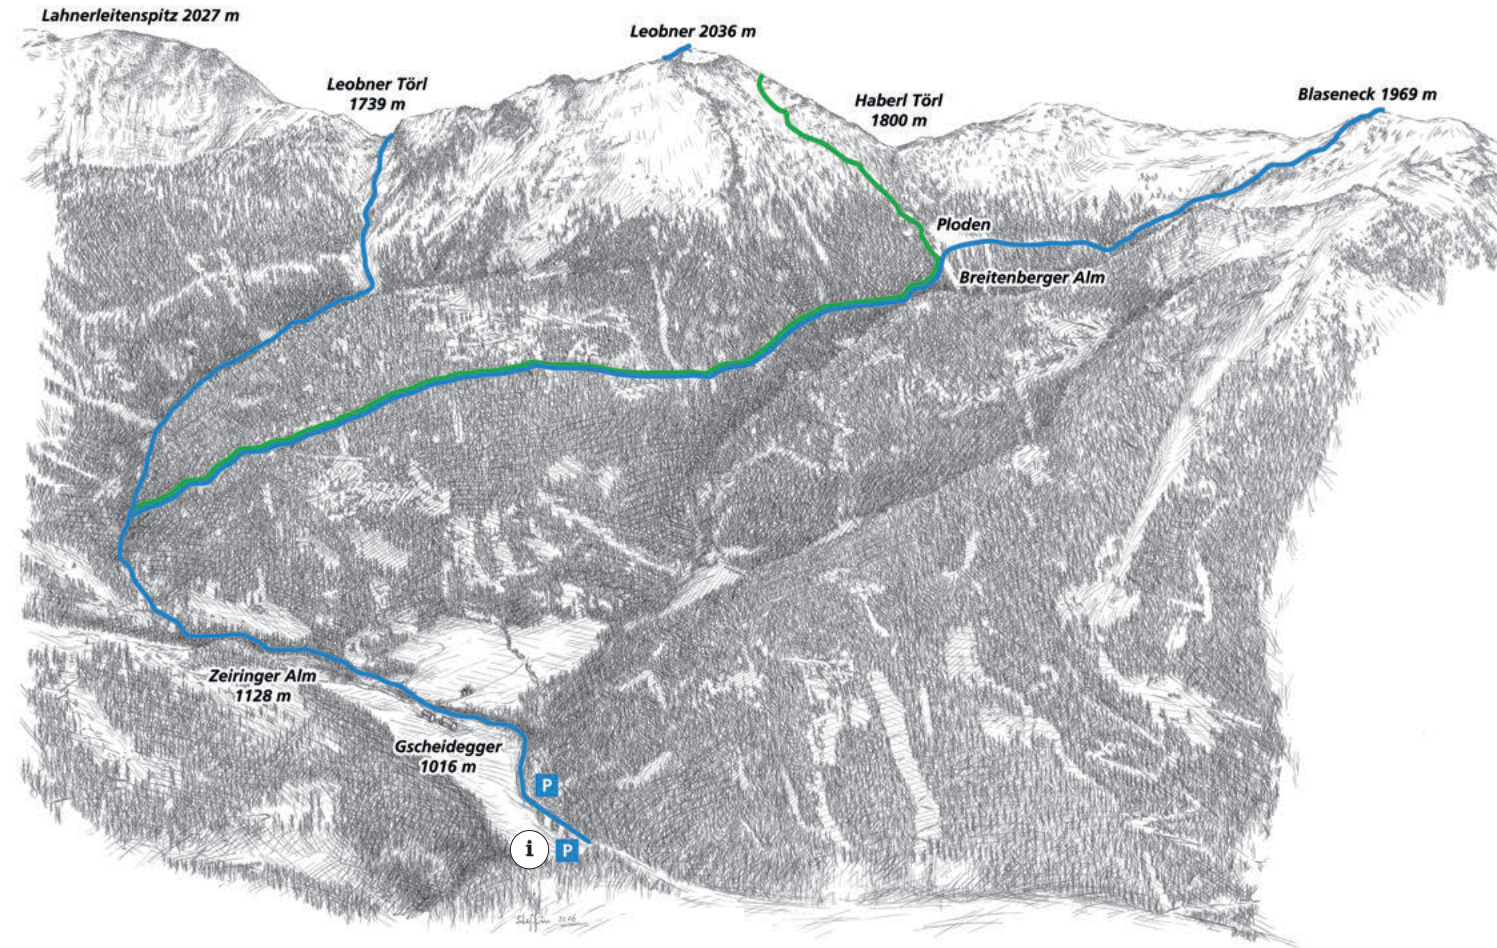 Lahnerleitenspitz 2027 m
Leobner 2036 m
Leobner Törl
1739 m
Haberl Törl
1800 m
Blaseneck 1969 m
Ploden
Breitenberger Alm
Zeiringer Alm
1128 m
Gscheidegger
1016 m
P
i
P